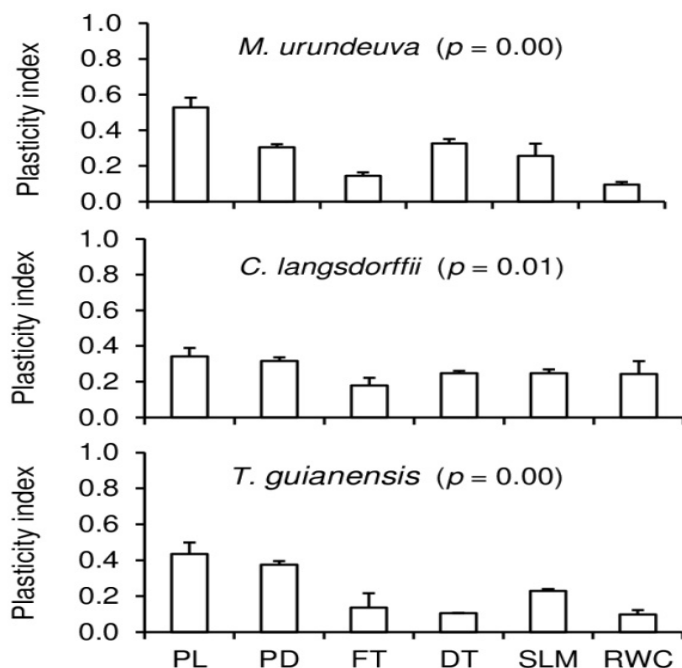 Plasticity index
1.0
0.8
0.6
0.4
0.2
0.0
M. urundeuva (p = 0.00)
Plasticity index
1.0
0.8
0.6
0.4
0.2
0.0
C. langsdorffii (p = 0.01)
Plasticity index
1.0
0.8
0.6
0.4
0.2
0.0
T. guianensis (p = 0.00)
PL PD FT DT SLM RWC